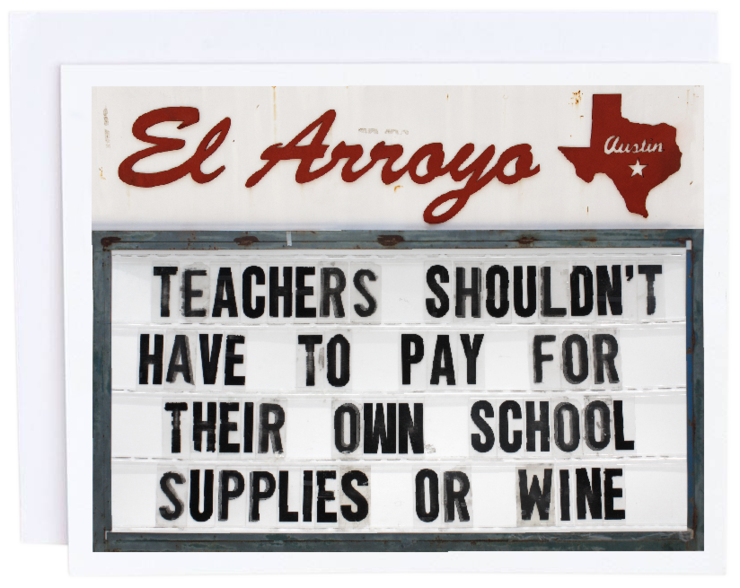 El Arroyo
Austin
TEACHERS SHOULDN'T
HAVE TO PAY FOR
THEIR OWN SCHOOL
SUPPLIES OR WINE